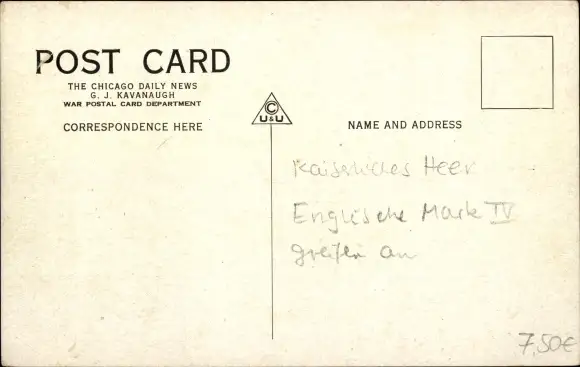 POST CARD
THE CHICAGO DAILY NEWS
G. J. KAVANAUGH
WAR POSTAL CARD DEPARTMENT
CORRESPONDENCE HERE
©
U&U
NAME AND ADDRESS
Kaiserliches Heer
Englische Mark IV
greifen an
7,50€